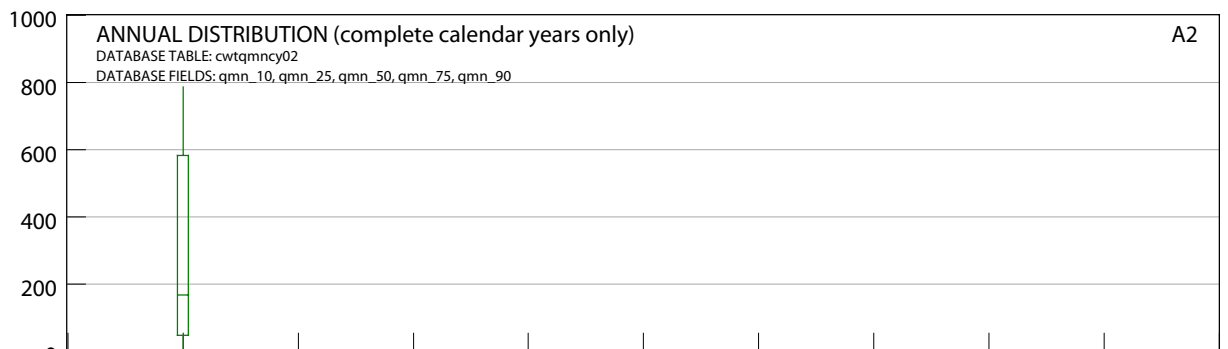 1000
ANNUAL DISTRIBUTION (complete calendar years only)
A2
DATABASE TABLE: cwtqmncy02
DATABASE FIELDS: qmn_10, qmn_25, qmn_50, qmn_75, qmn_90
800
600
400
200